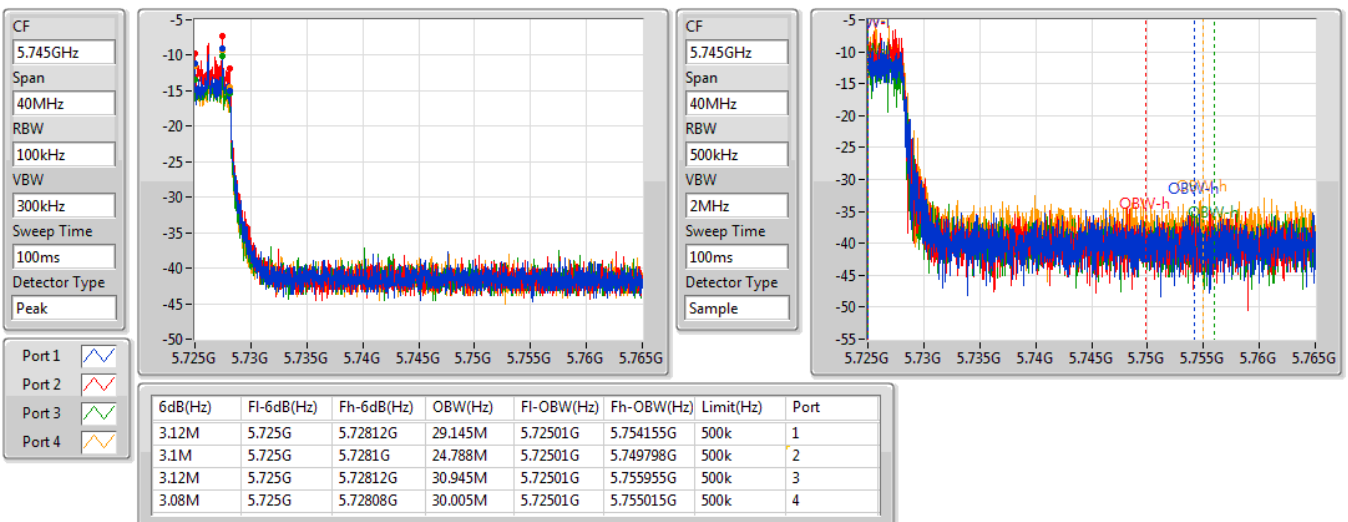 CF
5.745GHz
Span
40MHz
RBW
100kHz
VBW
300kHz
Sweep Time
100ms
Detector Type
Peak
-5
-10
-15
-20
-25
-30
-35
-40
-45
-50
5.725G 5.73G 5.735G 5.74G 5.745G 5.75G 5.755G 5.76G 5.765G
CF
5.745GHz
Span
40MHz
RBW
500kHz
VBW
2MHz
Sweep Time
100ms
Detector Type
Sample
-5
-10
-15
-20
-25
-30
-35
-40
-45
-50
-55
OBW-h
OBW-h
OBW-h
5.725G 5.73G 5.735G 5.74G 5.745G 5.75G 5.755G 5.76G 5.765G
Port 1
Port 2
Port 3
Port 4
6dB(Hz) Fl-6dB(Hz) Fh-6dB(Hz) OBW(Hz) Fl-OBW(Hz) Fh-OBW(Hz) Limit(Hz) Port
3.12M 5.725G 5.72812G 29.145M 5.72501G 5.754155G 500k 1
3.1M 5.725G 5.7281G 24.788M 5.72501G 5.749798G 500k 2
3.12M 5.725G 5.72812G 30.945M 5.72501G 5.755955G 500k 3
3.08M 5.725G 5.72808G 30.005M 5.72501G 5.755015G 500k 4